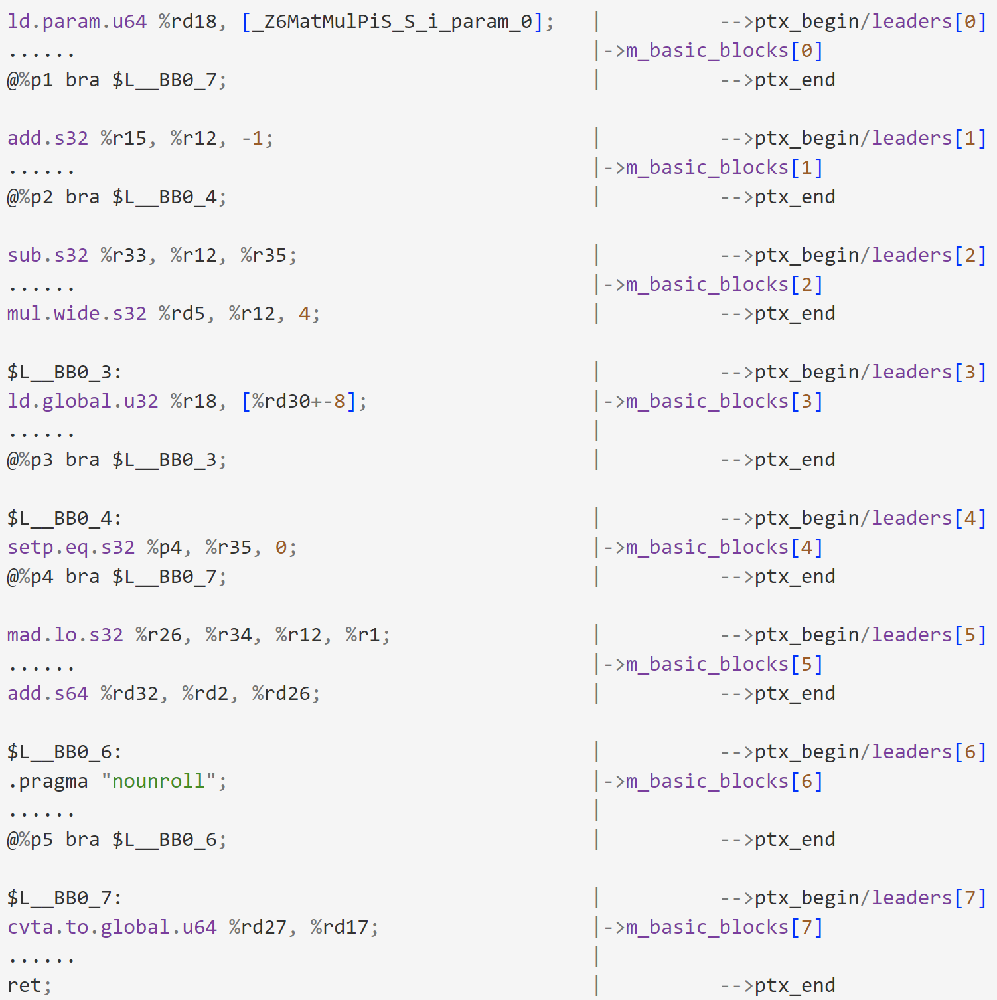 ld.param.u64 %rd18, [_Z6MatMulPiS_S_i_param_0];   |          -->ptx_begin/leaders[0]
......                                            |->m_basic_blocks[0]
@%p1 bra $L__BB0_7;                               |          -->ptx_end

add.s32 %r15, %r12, -1;                           |          -->ptx_begin/leaders[1]
......                                            |->m_basic_blocks[1]
@%p2 bra $L__BB0_4;                               |          -->ptx_end

sub.s32 %r33, %r12, %r35;                         |          -->ptx_begin/leaders[2]
......                                            |->m_basic_blocks[2]
mul.wide.s32 %rd5, %r12, 4;                       |          -->ptx_end

$L__BB0_3:                                        |          -->ptx_begin/leaders[3]
ld.global.u32 %r18, [%rd30+-8];                   |->m_basic_blocks[3]
......                                            |
@%p3 bra $L__BB0_3;                               |          -->ptx_end

$L__BB0_4:                                        |          -->ptx_begin/leaders[4]
setp.eq.s32 %p4, %r35, 0;                         |->m_basic_blocks[4]
@%p4 bra $L__BB0_7;                               |          -->ptx_end

mad.lo.s32 %r26, %r34, %r12, %r1;                 |          -->ptx_begin/leaders[5]
......                                            |->m_basic_blocks[5]
add.s64 %rd32, %rd2, %rd26;                       |          -->ptx_end

$L__BB0_6:                                        |          -->ptx_begin/leaders[6]
.pragma "nounroll";                               |->m_basic_blocks[6]
......                                            |
@%p5 bra $L__BB0_6;                               |          -->ptx_end

$L__BB0_7:                                        |          -->ptx_begin/leaders[7]
cvta.to.global.u64 %rd27, %rd17;                  |->m_basic_blocks[7]
......                                            |
ret;                                              |          -->ptx_end